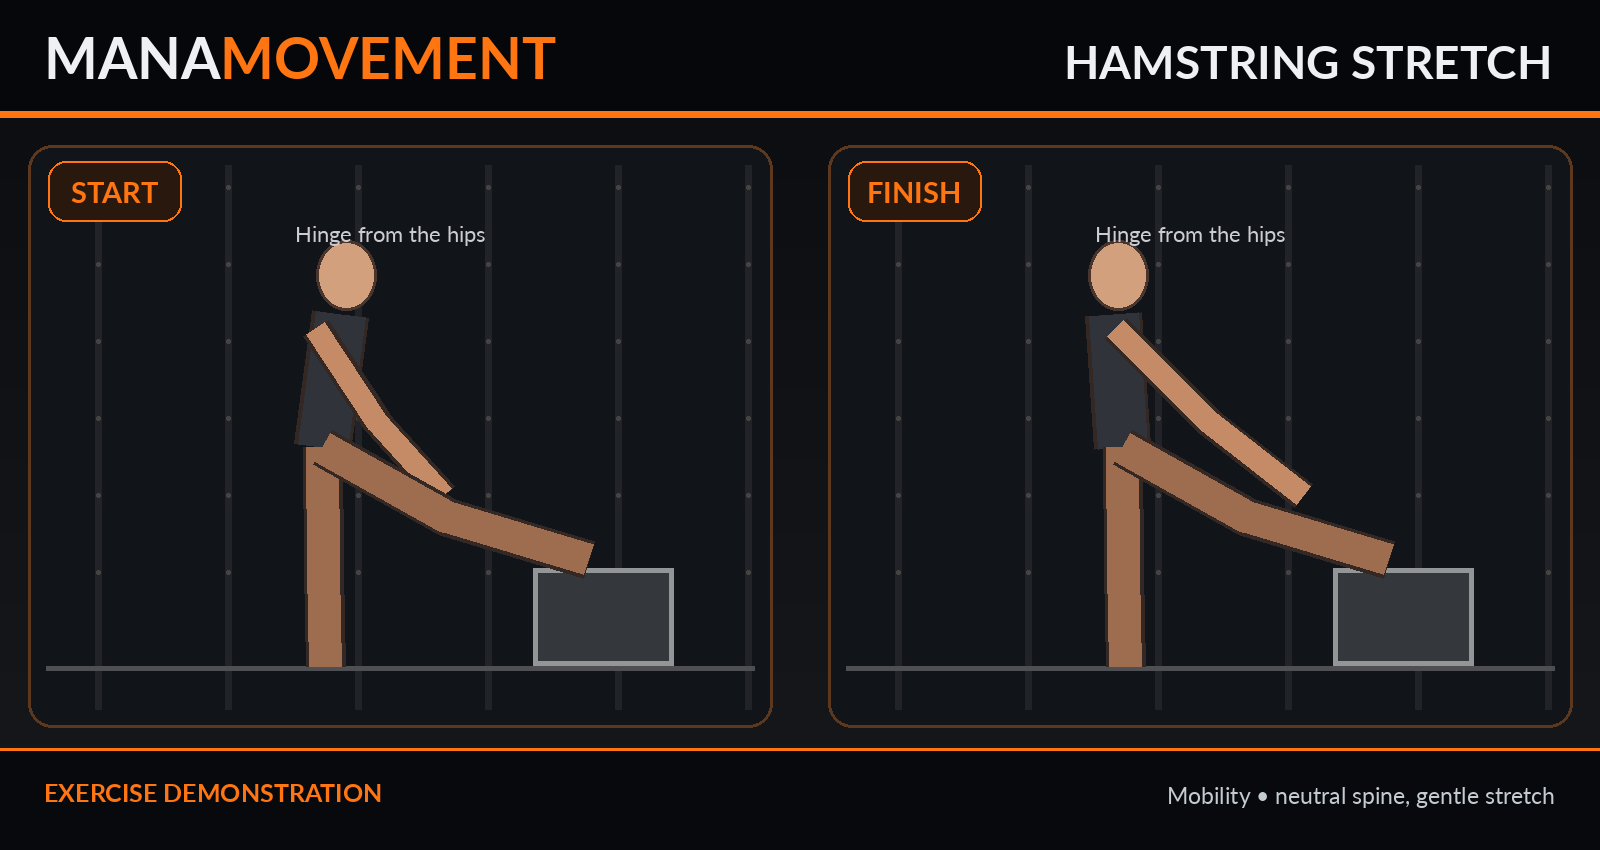 MANAMOVEMENT
HAMSTRING STRETCH
START
Hinge from the hips
FINISH
Hinge from the hips
EXERCISE DEMONSTRATION
Mobility • neutral spine, gentle stretch